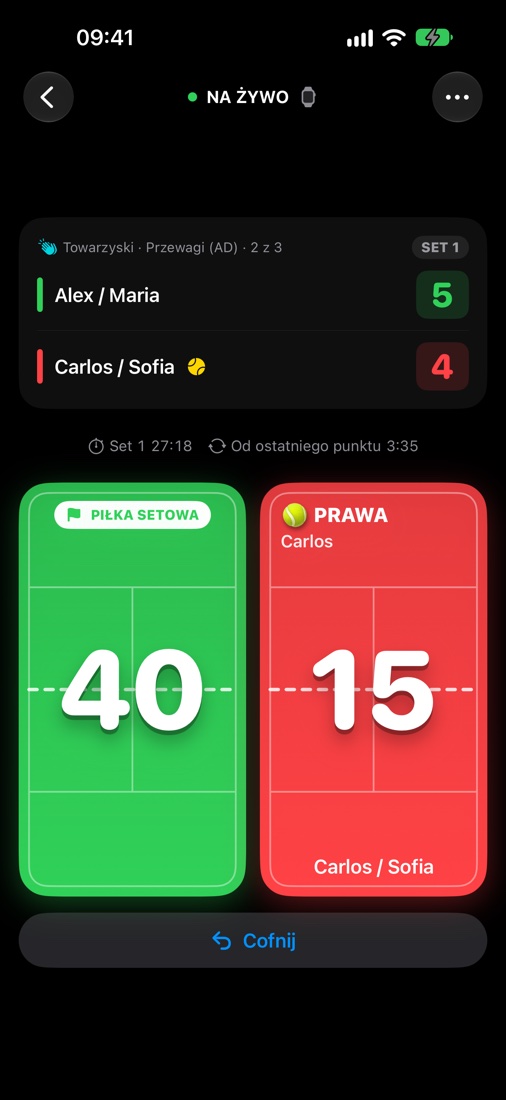 09:41
NA ŻYWO
Towarzyski · Przewagi (AD) · 2 z 3
SET 1
Alex / Maria
5
Carlos / Sofia
4
Set 1 27:18
Od ostatniego punktu 3:35
PIŁKA SETOWA
40
PRAWA
Carlos
15
Carlos / Sofia
Cofnij